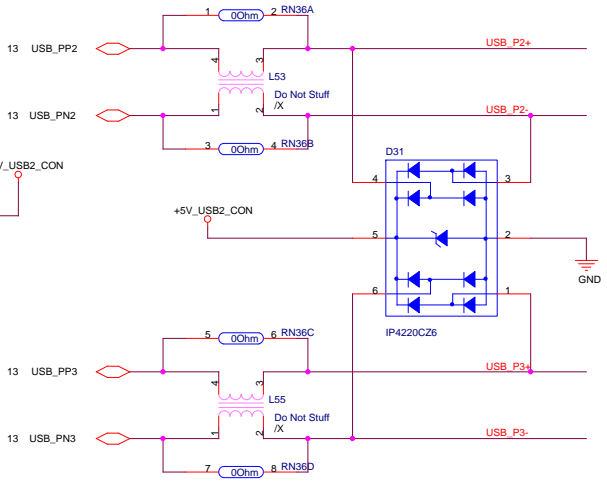 1 0Ohm 2 RN36A
13 USB_PP2
USB_P2+
4 3
L53
Do Not Stuff
/X
1 2
13 USB_PN2
USB_P2-
3 0Ohm 4 RN36B
V_USB2_CON
D31
4 3
+5V_USB2_CON
5 2
GND
6 1
IP4220CZ6
5 0Ohm 6 RN36C
13 USB_PP3
USB_P3+
4 3
L55
Do Not Stuff
/X
1 2
13 USB_PN3
USB_P3-
7 0Ohm 8 RN36D